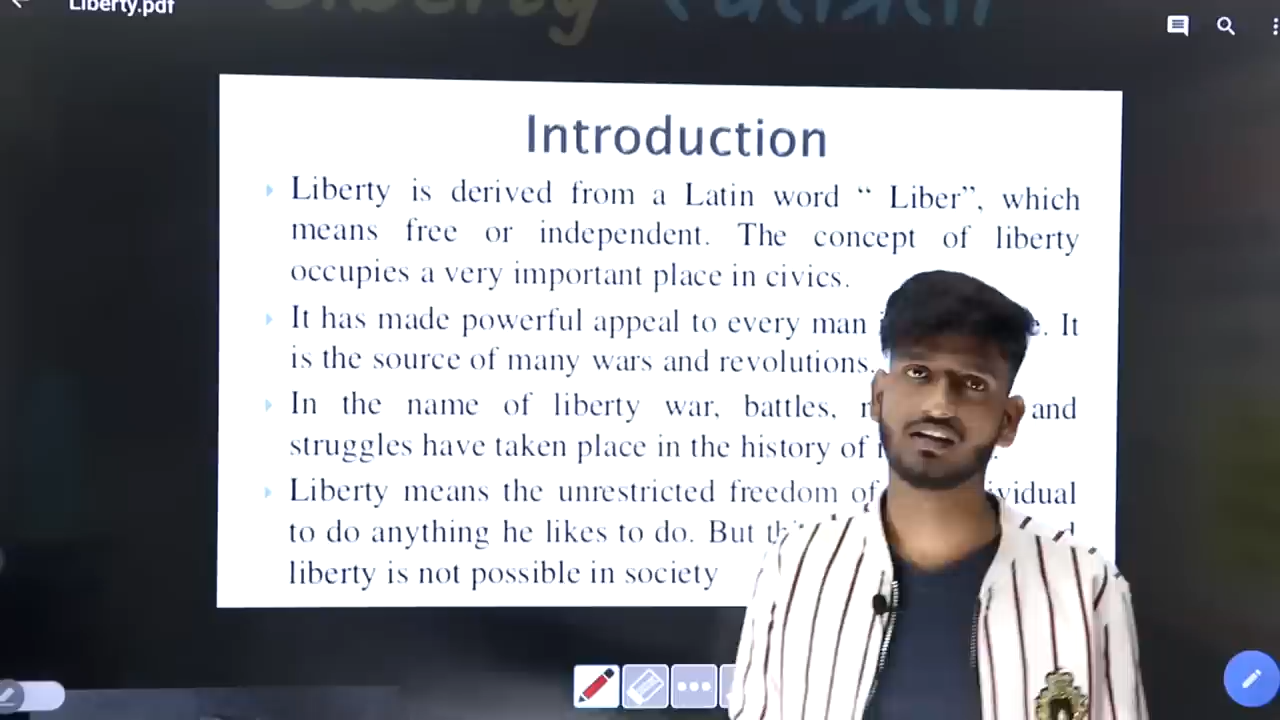 Liberty.pdf
Liberty
Introduction
Liberty is derived from a Latin word “ Liber”, which
means free or independent. The concept of liberty
occupies a very important place in civics.
It has made powerful appeal to every man . It
is the source of many wars and revolutions.
In the name of liberty war, battles, and
struggles have taken place in the history of
Liberty means the unrestricted freedom of
to do anything he likes to do. But
liberty is not possible in society